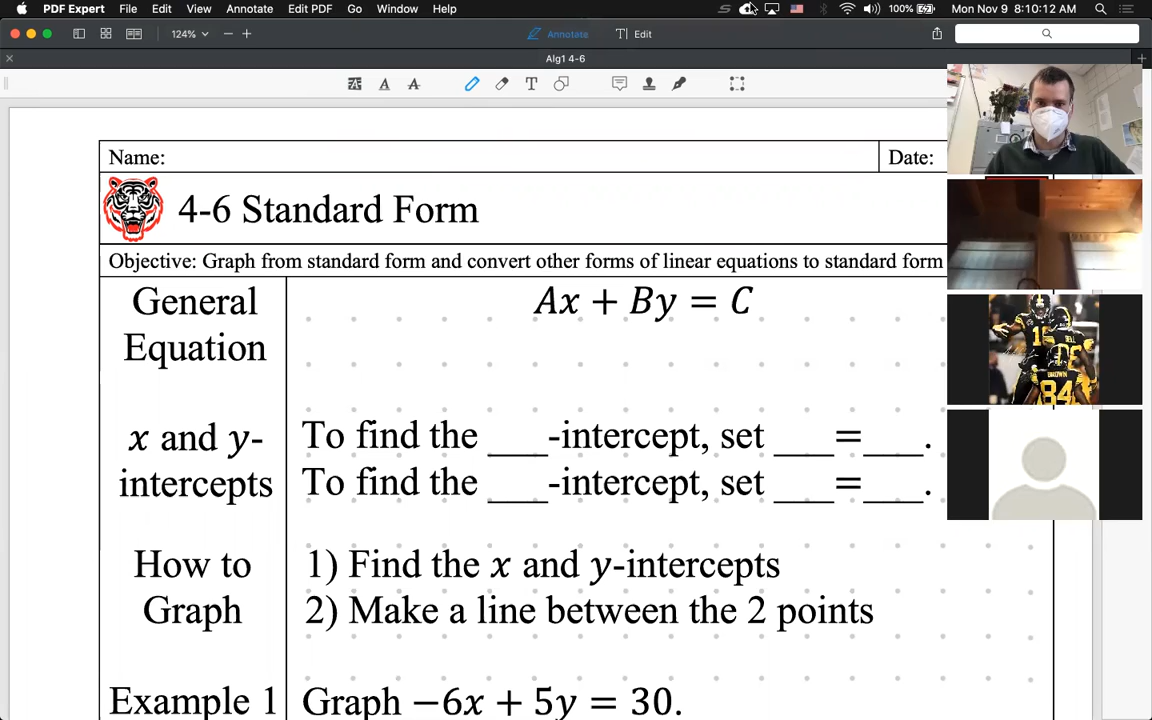 PDF Expert File Edit View Annotate Edit PDF Go Window Help 100% Mon Nov 9 8:10:12 AM
124% Annotate Edit
Alg1 4-6
Name: Date:
4-6 Standard Form
Objective: Graph from standard form and convert other forms of linear equations to standard form
General
Equation
Ax + By = C
x and y-
intercepts
To find the ___-intercept, set ___=___.
To find the ___-intercept, set ___=___.
How to
Graph
1) Find the x and y-intercepts
2) Make a line between the 2 points
Example 1 Graph −6x + 5y = 30.
BROWN
84